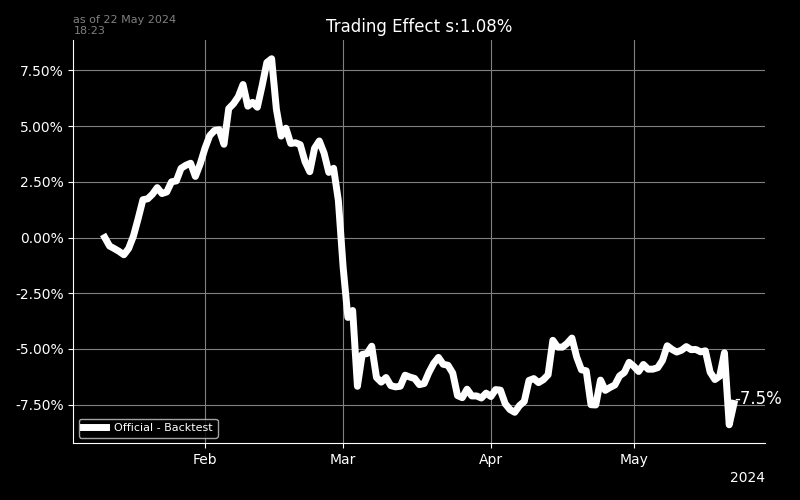 as of 22 May 2024
18:23
Trading Effect s:1.08%
7.50%
5.00%
2.50%
0.00%
-2.50%
-5.00%
-7.50%
-7.5%
Official - Backtest
Feb
Mar
Apr
May
2024